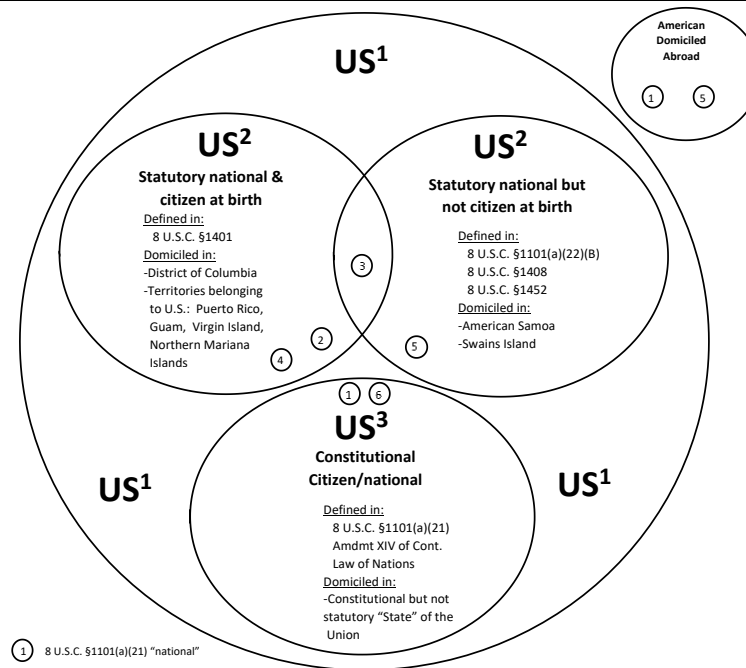 US1
American
Domiciled
Abroad
1 5
US2
Statutory national &
citizen at birth
Defined in:
8 U.S.C. §1401
Domiciled in:
-District of Columbia
-Territories belonging
to U.S.: Puerto Rico,
Guam, Virgin Island,
Northern Mariana
Islands
US2
Statutory national but
not citizen at birth
Defined in:
8 U.S.C. §1101(a)(22)(B)
8 U.S.C. §1408
8 U.S.C. §1452
Domiciled in:
-American Samoa
-Swains Island
3
2
4
5
1 6
US3
Constitutional
Citizen/national
Defined in:
8 U.S.C. §1101(a)(21)
Amdmt XIV of Cont.
Law of Nations
Domiciled in:
-Constitutional but not
statutory “State” of the
Union
US1
US1
1 8 U.S.C. §1101(a)(21) “national”